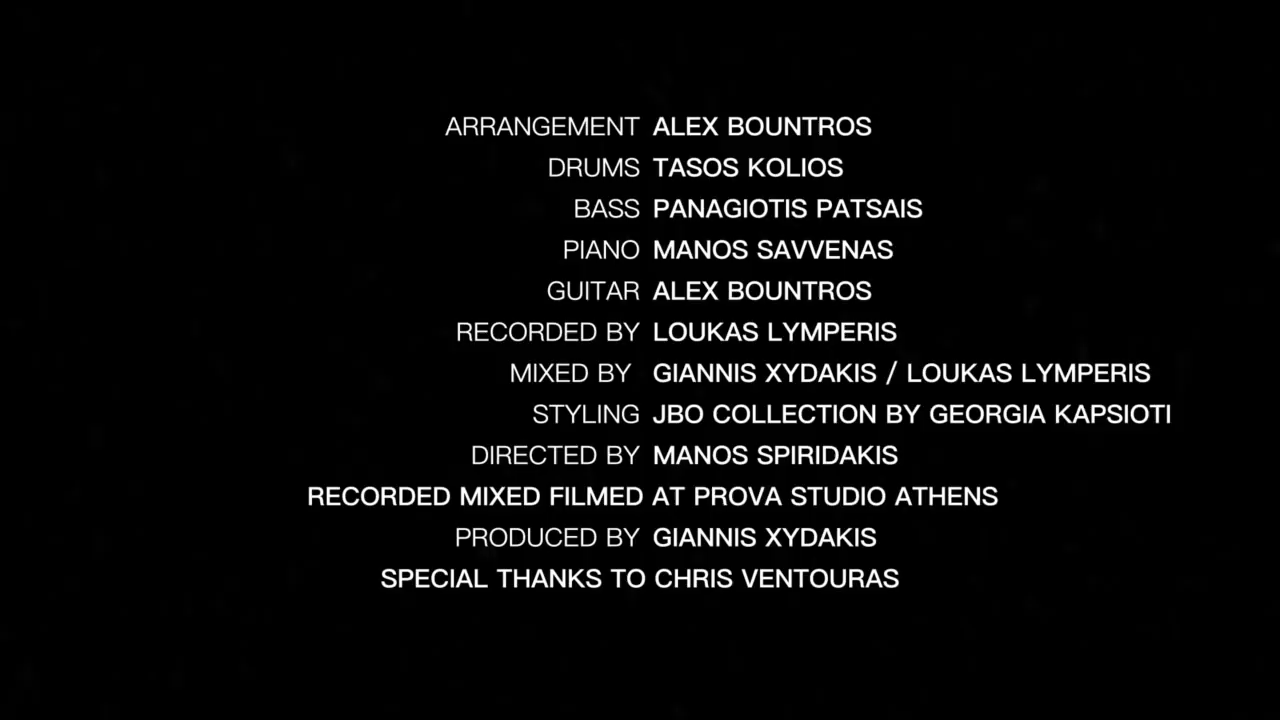 ARRANGEMENT ALEX BOUNTROS
DRUMS TASOS KOLIOS
BASS PANAGIOTIS PATSAIS
PIANO MANOS SAVVENAS
GUITAR ALEX BOUNTROS
RECORDED BY LOUKAS LYMPERIS
MIXED BY GIANNIS XYDAKIS / LOUKAS LYMPERIS
STYLING JBO COLLECTION BY GEORGIA KAPSIOTI
DIRECTED BY MANOS SPIRIDAKIS
RECORDED MIXED FILMED AT PROVA STUDIO ATHENS
PRODUCED BY GIANNIS XYDAKIS
SPECIAL THANKS TO CHRIS VENTOURAS